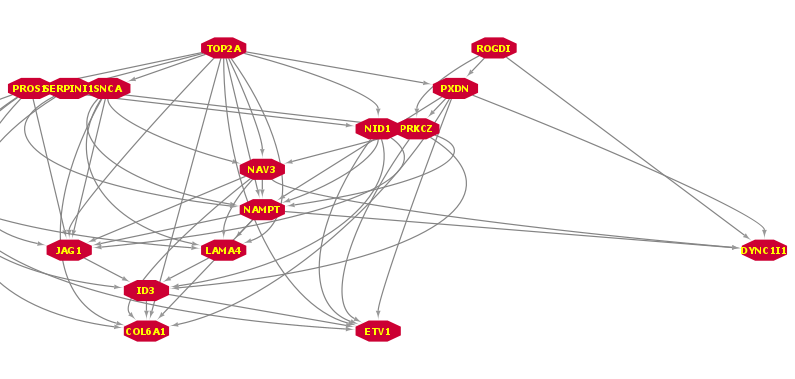 TOP2A
ROGDI
PROS1
SERPINI1
SNCA
PXDN
NID1
PRKCZ
NAV3
NAMPT
JAG1
LAMA4
DYNC1I1
ID3
COL6A1
ETV1